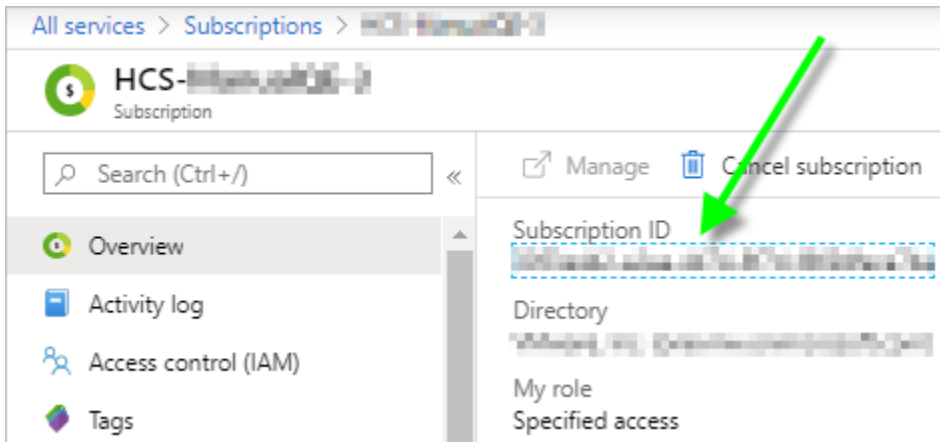 All services > Subscriptions >
HCS-
Subscription
Search (Ctrl+/)
«
Manage
Cancel subscription
Overview
Activity log
Access control (IAM)
Tags
Subscription ID
Directory
My role
Specified access